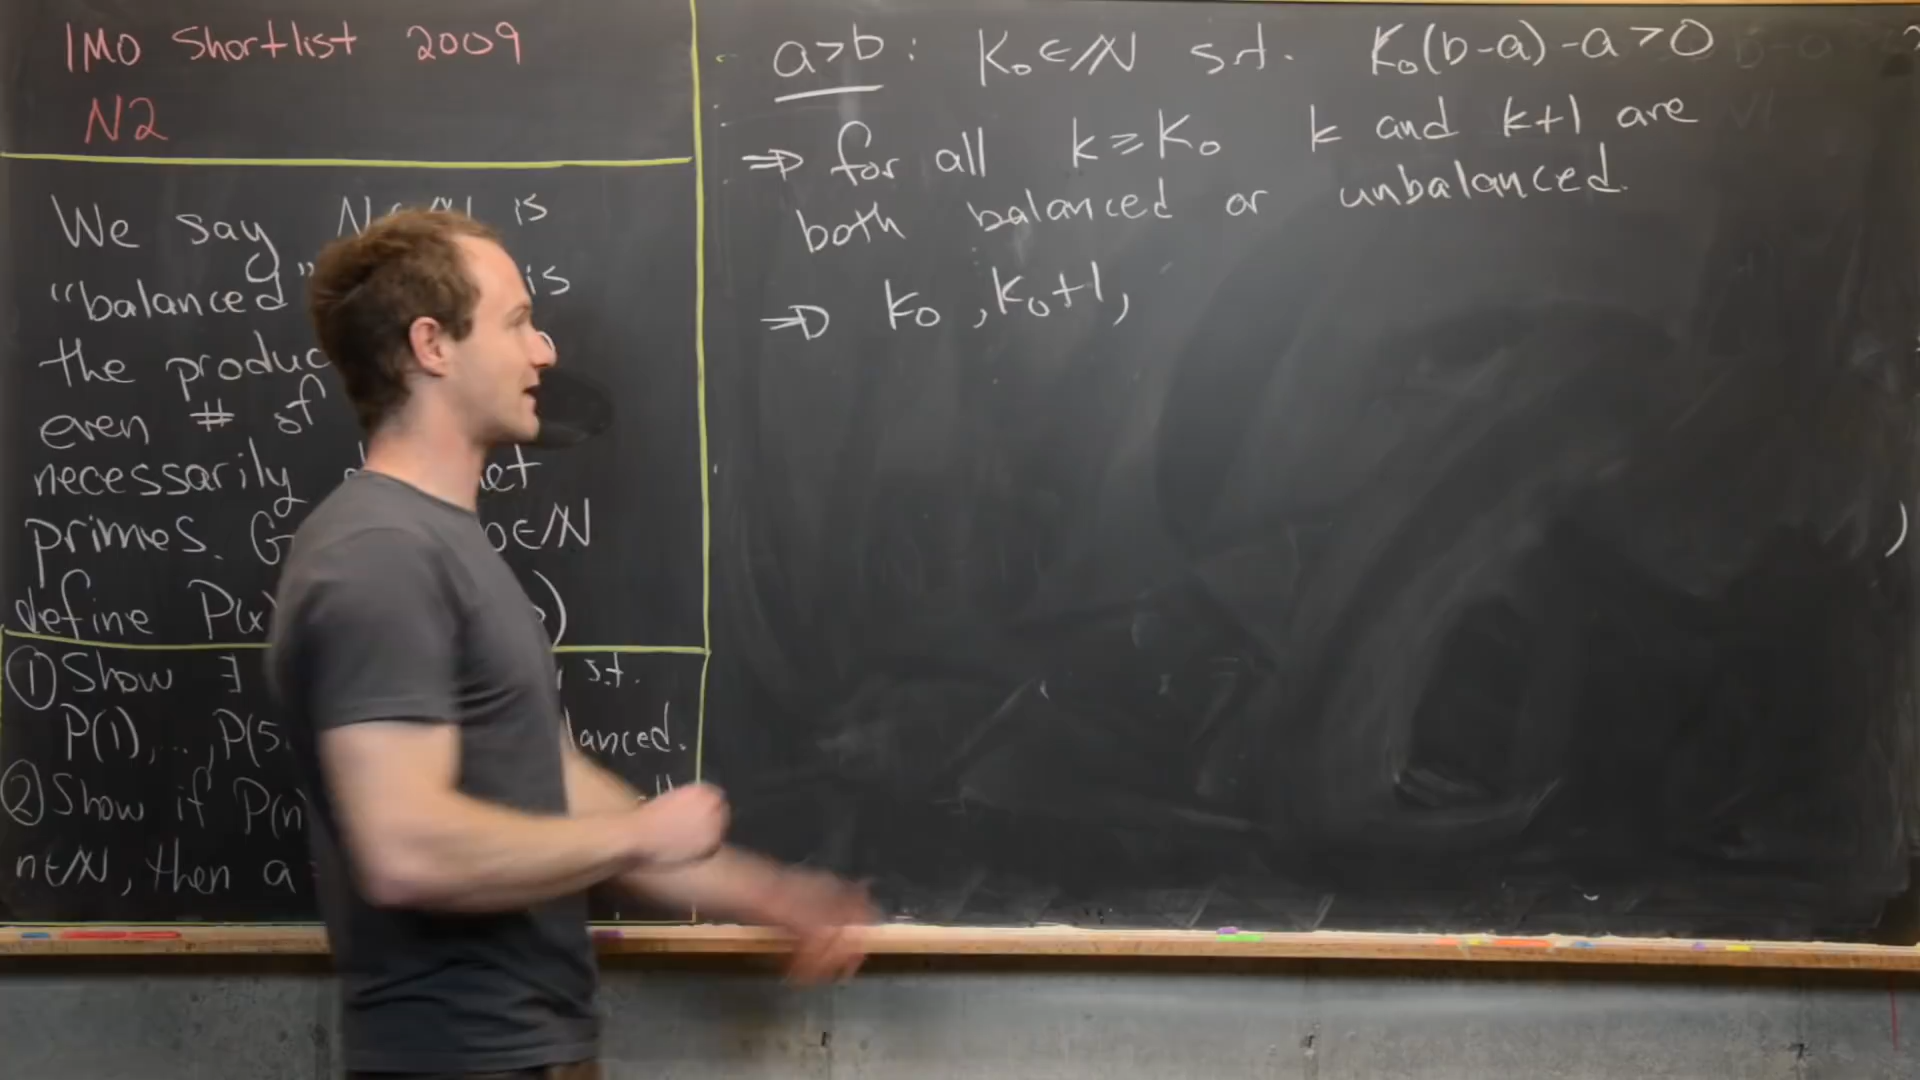 IMO Shortlist 2009
N2
We say is
"balanced" is
the produc
even # of
necessarily
primes. G b∈ℕ
define P(x) )
① Show ∃ s.t.
P(1),..., P(5 lanced.
② Show if P(n)
n∈ℕ, then a
a>b: K₀∈ℕ s.t. K₀(b-a)-a>0
⇒ for all k≥K₀ k and k+1 are
both balanced or unbalanced.
⇒ K₀, K₀+1,